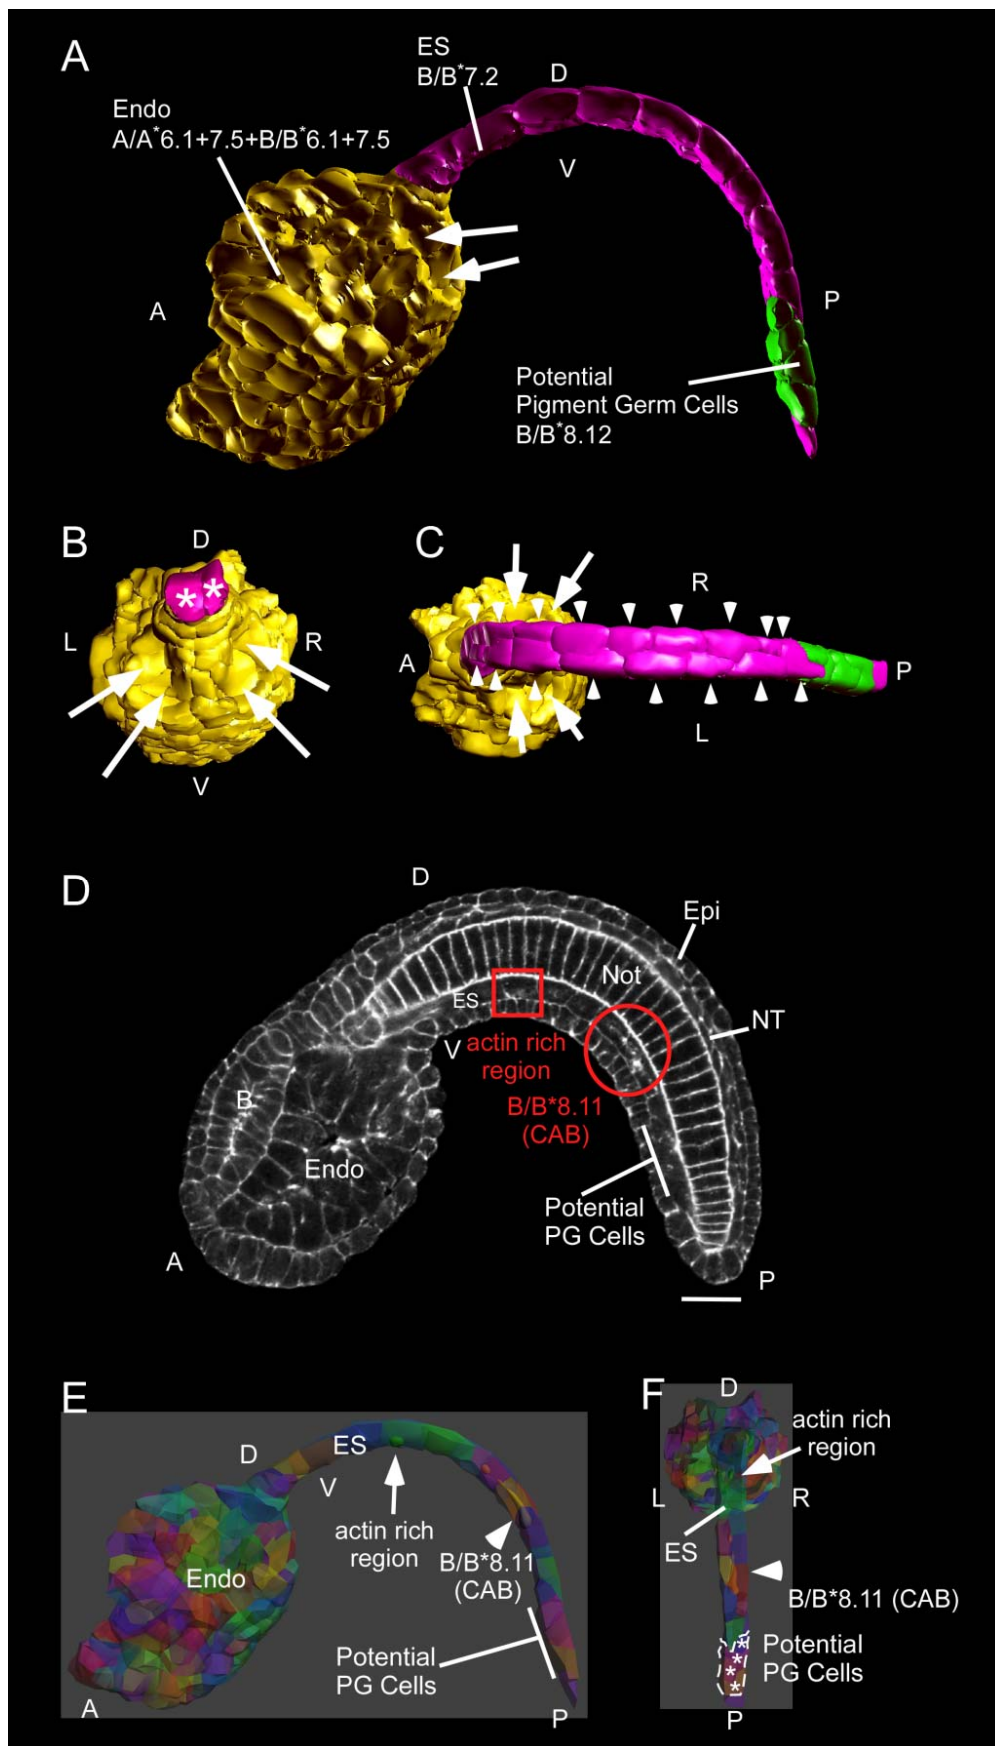 A
ES
B/B*7.2
D
Endo
A/A*6.1+7.5+B/B*6.1+7.5
V
A
P
Potential
Pigment Germ Cells
B/B*8.12
B
D
* *
L
R
V
C
R
A
P
L
D
D
Epi
Not
ES
NT
V
actin rich
region
B
B/B*8.11
(CAB)
Endo
Potential
PG Cells
A
P
E
D
ES
V
actin rich
region
Endo
B/B*8.11
(CAB)
Potential
PG Cells
A
P
F
D
actin rich
region
L
R
ES
B/B*8.11 (CAB)
Potential
PG Cells
* * * *
P